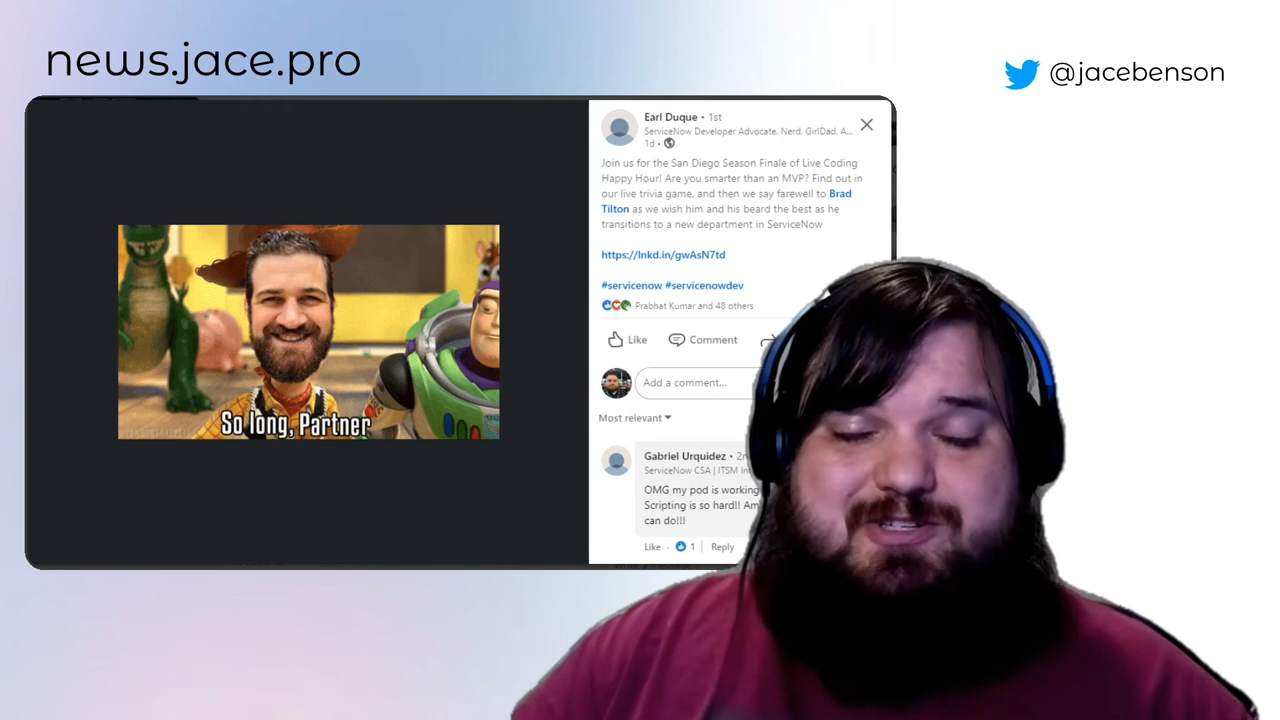 news.jace.pro
@jacebenson
Earl Duque • 1st
ServiceNow Developer Advocate. Nerd. GirlDad. A...
1d •
Join us for the San Diego Season Finale of Live Coding
Happy Hour! Are you smarter than an MVP? Find out in
our live trivia game, and then we say farewell to Brad
Tilton as we wish him and his beard the best as he
transitions to a new department in ServiceNow
https://lnkd.in/gwAsN7td
#servicenow #servicenowdev
Prabhat Kumar and 48 others
Like Comment
Add a comment...
Most relevant
So long, Partner
Gabriel Urquidez •
ServiceNow CSA | ITSM
OMG my pod is working
Scripting is so hard!!
can do!!!
Like · 1 | Reply